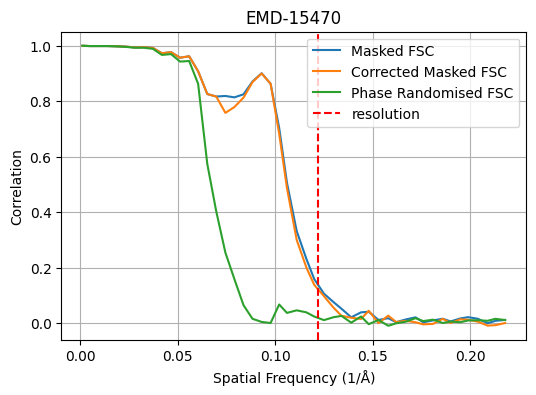 EMD-15470
Masked FSC
Corrected Masked FSC
Phase Randomised FSC
resolution
Correlation
1.0
0.8
0.6
0.4
0.2
0.0
0.00 0.05 0.10 0.15 0.20
Spatial Frequency (1/Å)